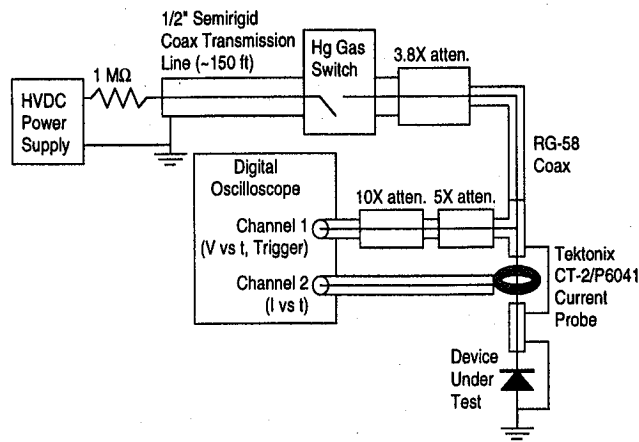 1/2" Semirigid
Coax Transmission
Line (~150 ft)
Hg Gas
Switch
3.8X atten.
1 MΩ
HVDC
Power
Supply
RG-58
Coax
Digital
Oscilloscope
10X atten.
5X atten.
Channel 1
(V vs t, Trigger)
Channel 2
(I vs t)
Tektonix
CT-2/P6041
Current
Probe
Device
Under
Test